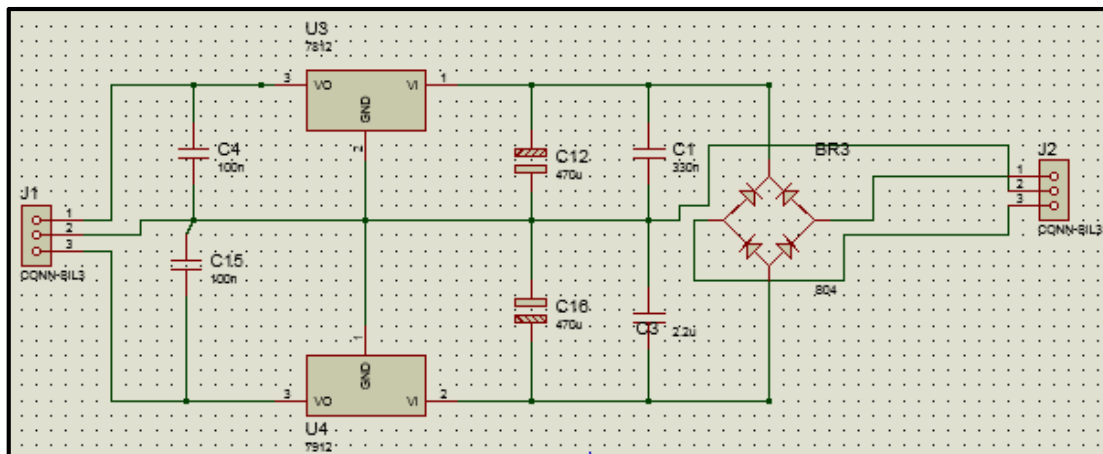 U3
7812
3
VO
VI
1
GND
2
C4
100n
C12
470u
C1
330n
BR3
J2
1
2
3
CONN-SIL3
J1
1
2
3
CONN-SIL3
C15
100n
C16
470u
C3
2.2u
804
1
GND
3
VO
VI
2
U4
7912